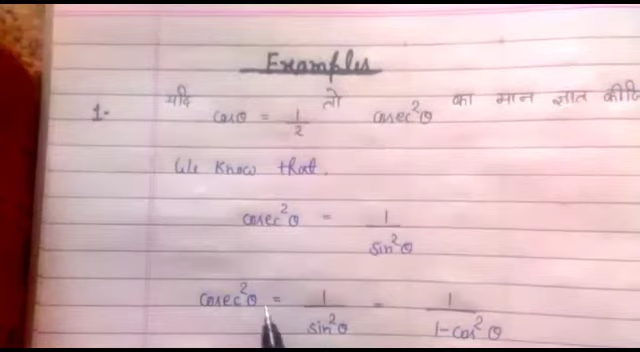 Examples
1- यदि cosθ = 1/2 तो cosec²θ का मान ज्ञात
We Know that,
cosec²θ = 1/sin²θ
cosec²θ = 1/sin²θ = 1/1-cos²θ